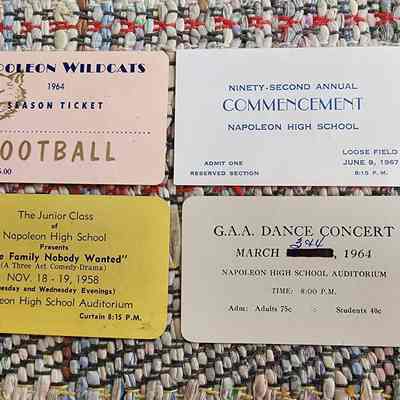 POLEON WILDCATS
1964
SEASON TICKET
FOOTBALL
.00
NINETY-SECOND ANNUAL
COMMENCEMENT
NAPOLEON HIGH SCHOOL
LOOSE FIELD
ADMIT ONE
JUNE 9, 1967
RESERVED SECTION
8:15 P. M.
The Junior Class
of
Napoleon High School
Presents
e Family Nobody Wanted"
(A Three Act Comedy-Drama)
NOV. 18 - 19, 1958
esday and Wednesday Evenings)
eon High School Auditorium
Curtain 8:15 P.M.
G.A.A. DANCE CONCERT
MARCH 3&4, 1964
NAPOLEON HIGH SCHOOL AUDITORIUM
TIME: 8:00 P.M.
Adm: Adults 75c : Students 40c